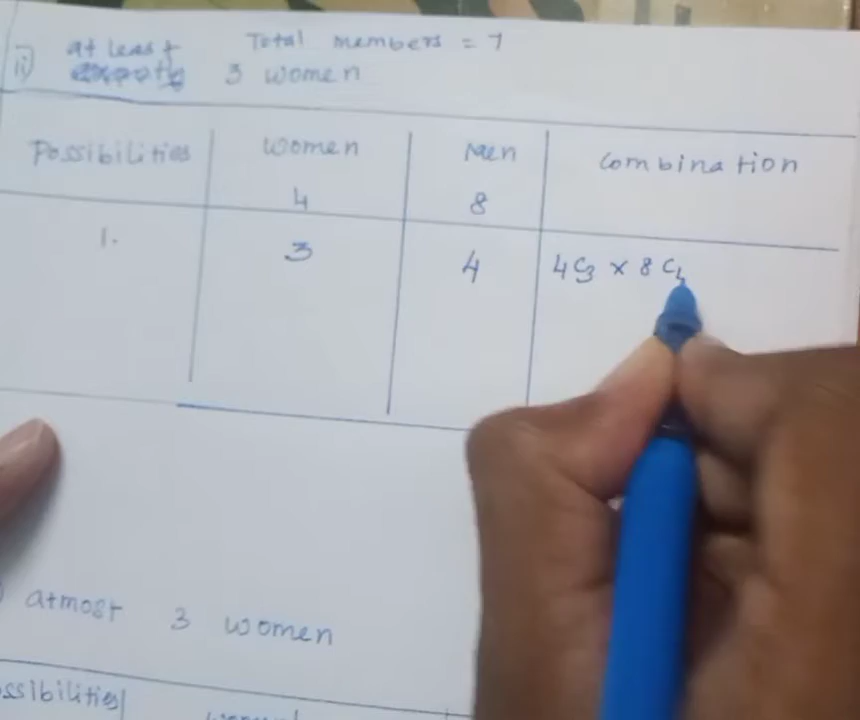 Total members = 7
ii) at least 3 women
Possibilities women Men Combination
4 8
1. 3 4 4C3 × 8C4
atmost 3 women
ssibilities